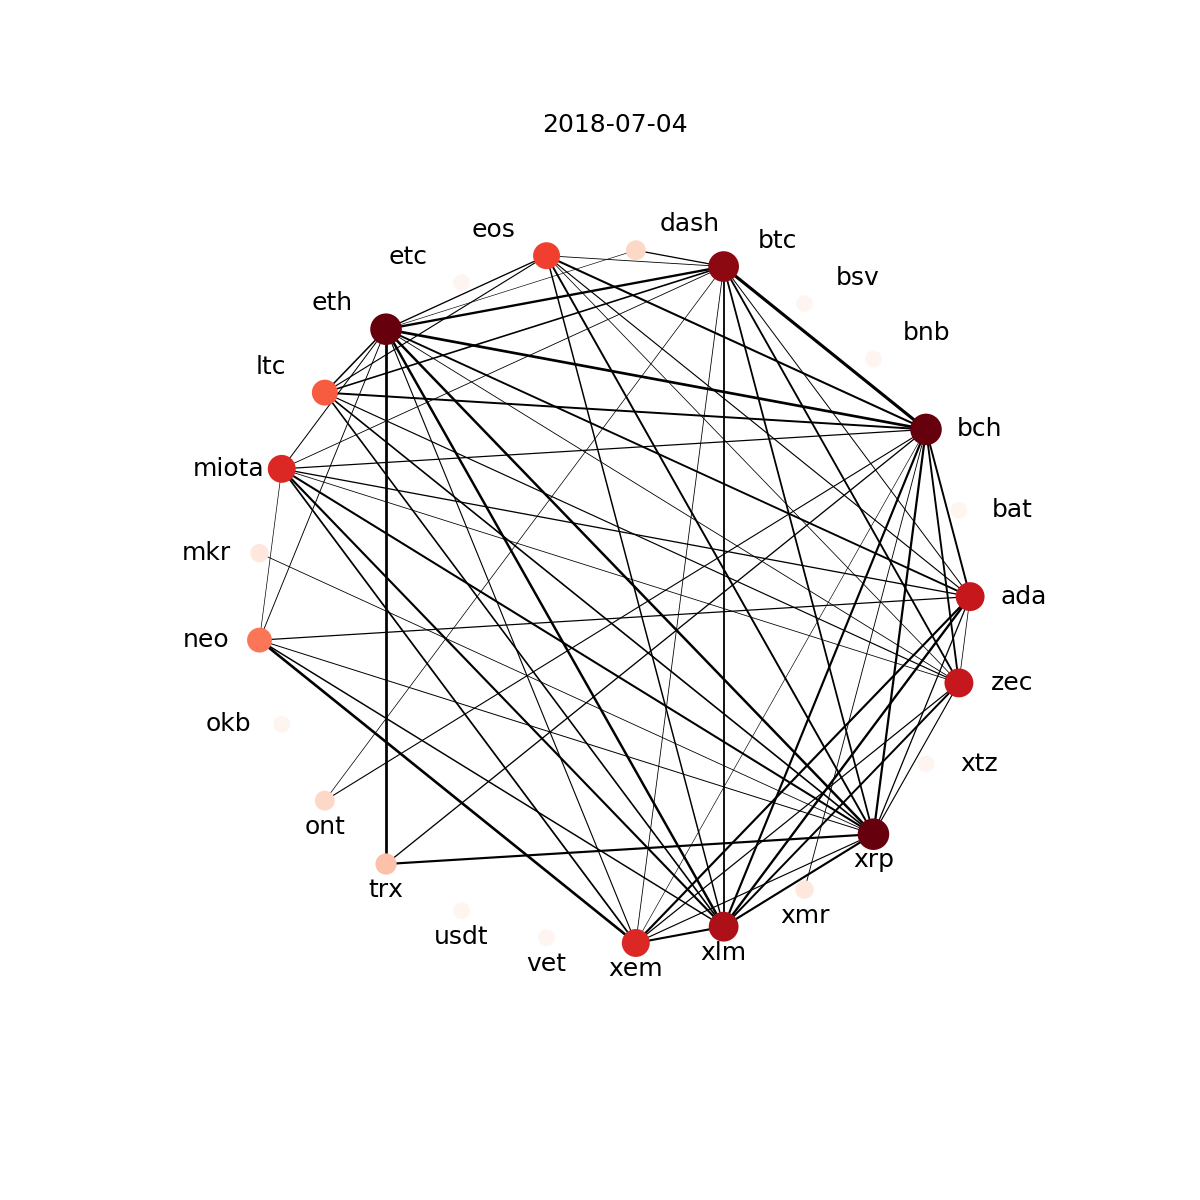 2018-07-04
dash
eos
btc
etc
bsv
eth
bnb
ltc
bch
miota
bat
mkr
ada
neo
zec
okb
xtz
ont
xrp
trx
xmr
usdt
xlm
vet
xem